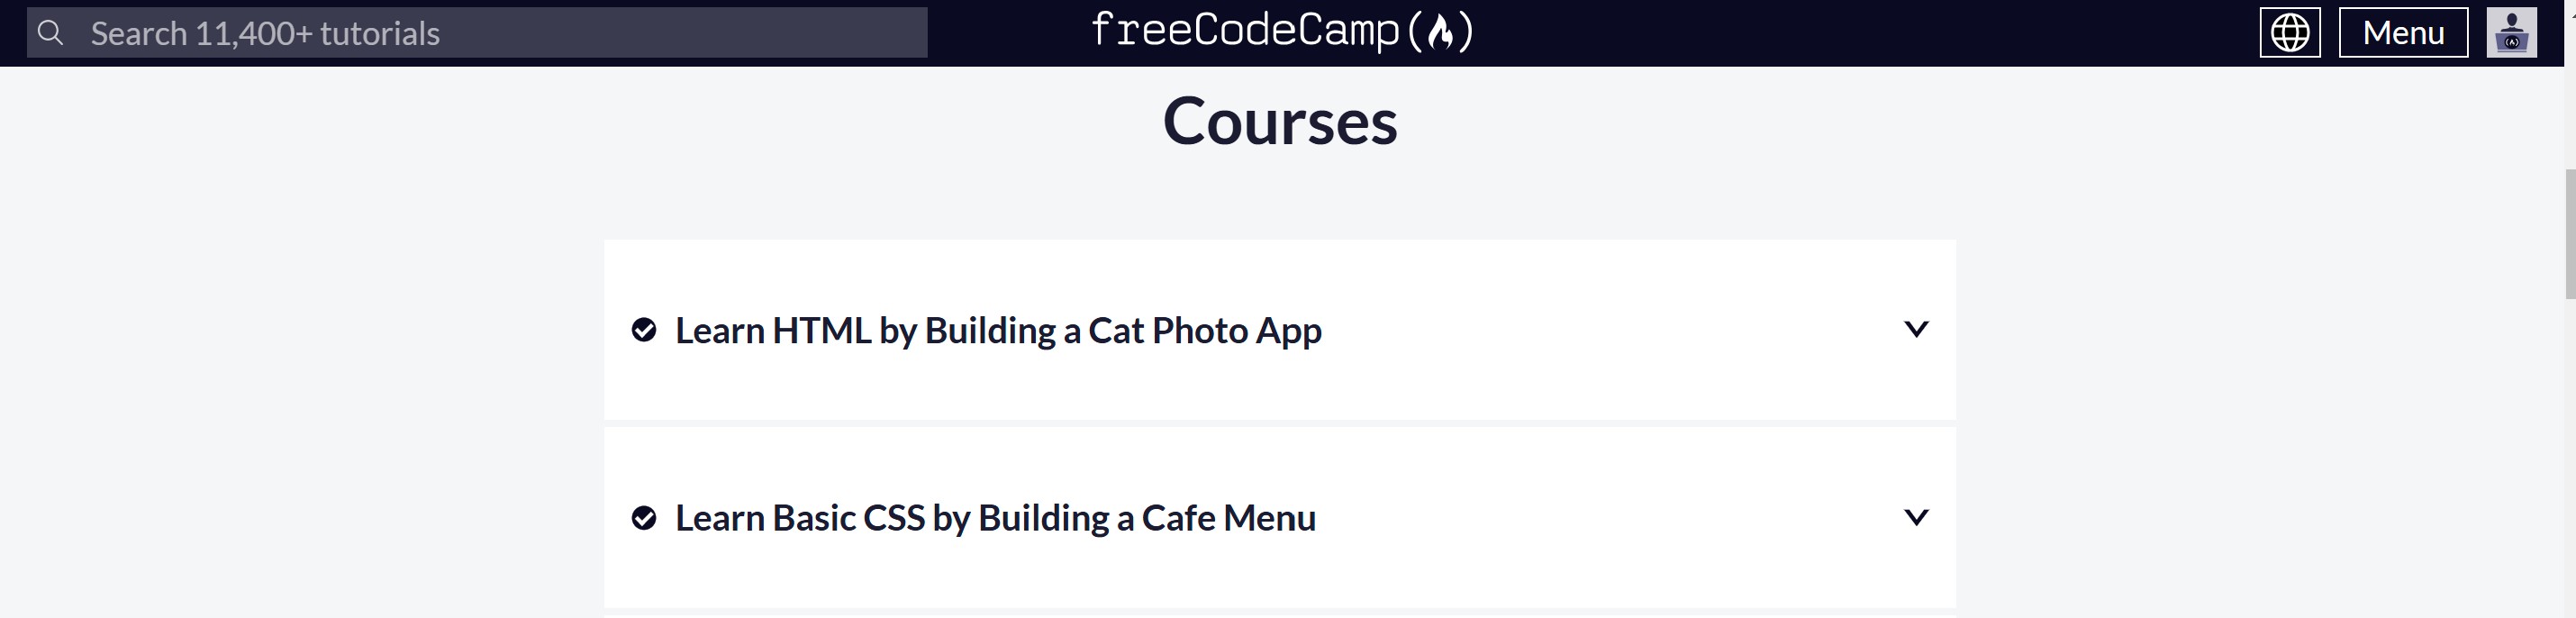 Search 11,400+ tutorials
freeCodeCamp(🔥)
Menu
Courses
Learn HTML by Building a Cat Photo App
Learn Basic CSS by Building a Cafe Menu